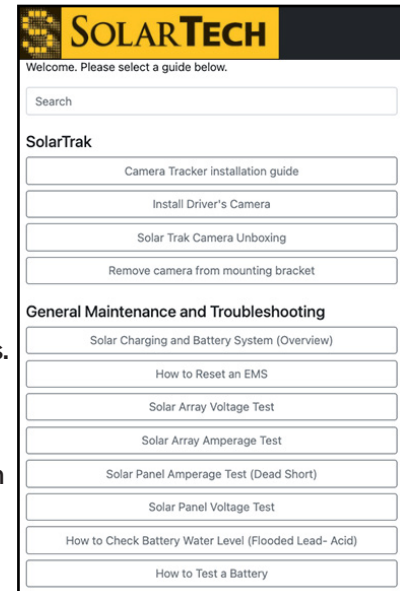 SOLARTECH
Welcome. Please select a guide below.
Search
SolarTrak
Camera Tracker installation guide
Install Driver's Camera
Solar Trak Camera Unboxing
Remove camera from mounting bracket
General Maintenance and Troubleshooting
Solar Charging and Battery System (Overview)
s.
How to Reset an EMS
Solar Array Voltage Test
Solar Array Amperage Test
n
Solar Panel Amperage Test (Dead Short)
Solar Panel Voltage Test
How to Check Battery Water Level (Flooded Lead- Acid)
How to Test a Battery